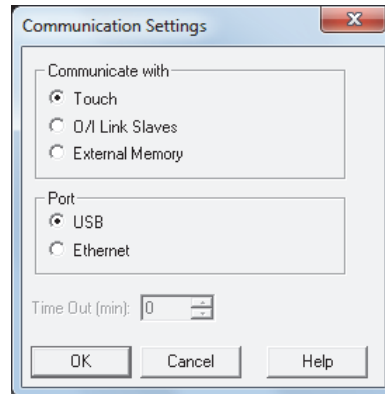 Communication Settings
Communicate with
Touch
O/I Link Slaves
External Memory
Port
USB
Ethernet
Time Out (min): 0
OK Cancel Help